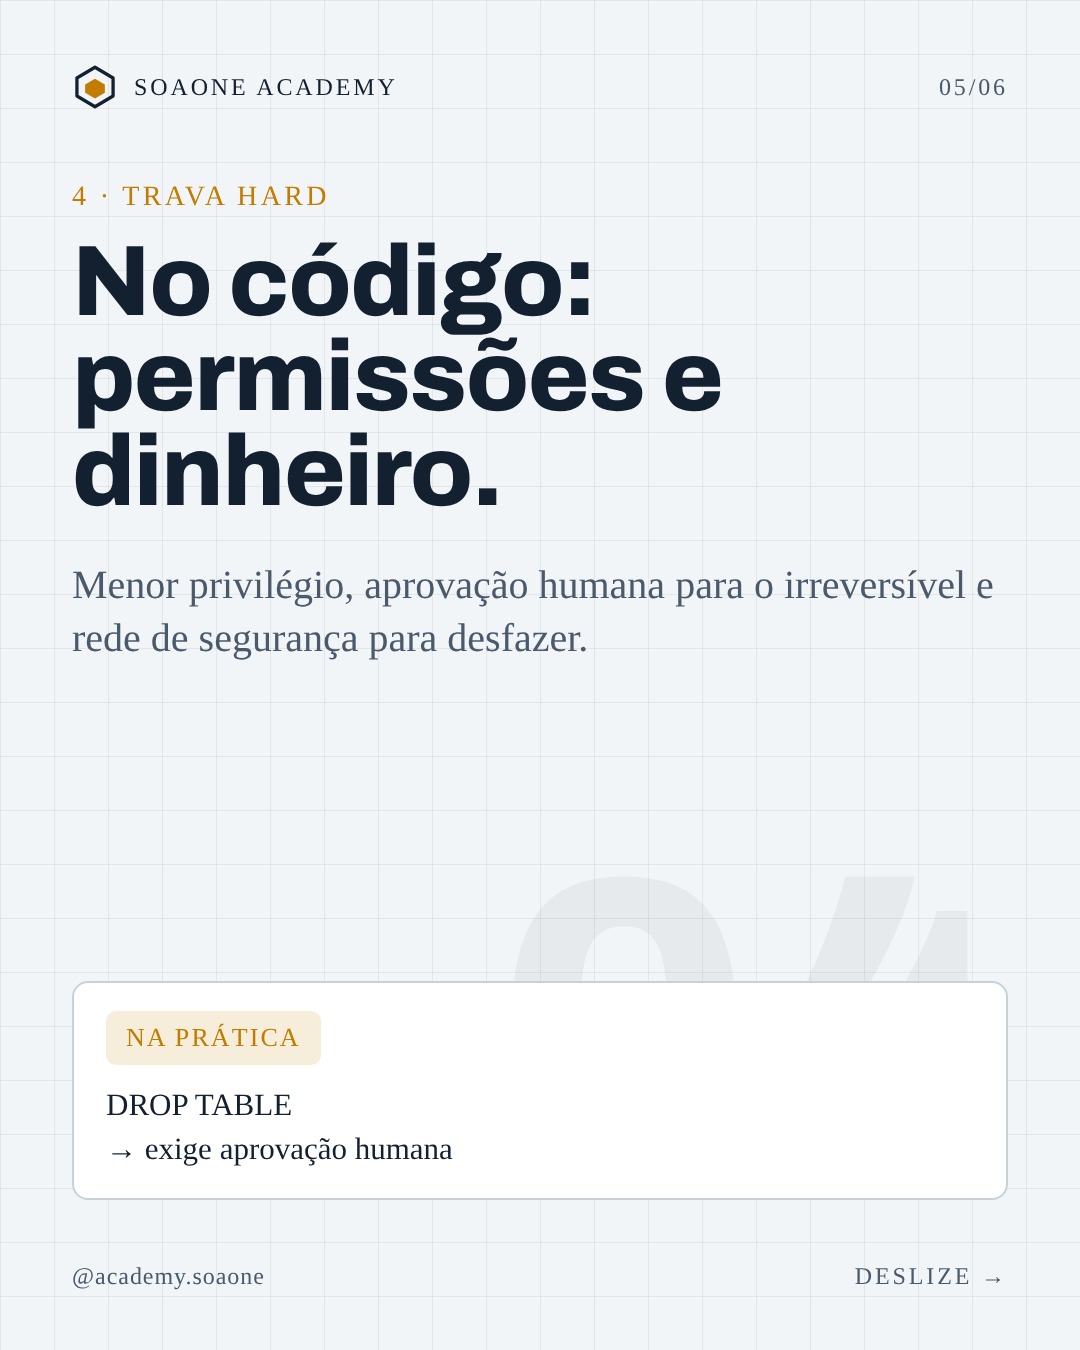 SOAONE ACADEMY
05/06
4 · TRAVA HARD
No código:
permissões e
dinheiro.
Menor privilégio, aprovação humana para o irreversível e
rede de segurança para desfazer.
04
NA PRÁTICA
DROP TABLE
→ exige aprovação humana
@academy.soaone
DESLIZE →